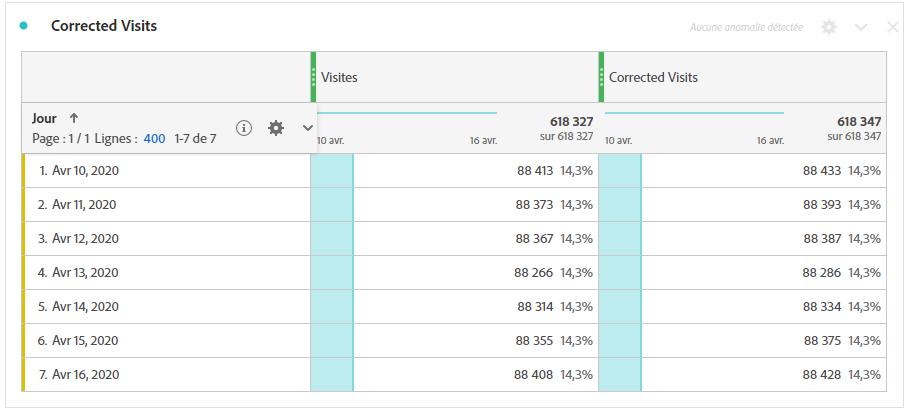 Corrected Visits
Aucune anomalie détectée
Visites Corrected Visits
Jour ↑
Page : 1 / 1 Lignes : 400 1-7 de 7
10 avr. 16 avr. 618 327 sur 618 327
10 avr. 16 avr. 618 347 sur 618 347
1. Avr 10, 2020 88 413 14,3% 88 433 14,3%
2. Avr 11, 2020 88 373 14,3% 88 393 14,3%
3. Avr 12, 2020 88 367 14,3% 88 387 14,3%
4. Avr 13, 2020 88 266 14,3% 88 286 14,3%
5. Avr 14, 2020 88 314 14,3% 88 334 14,3%
6. Avr 15, 2020 88 355 14,3% 88 375 14,3%
7. Avr 16, 2020 88 408 14,3% 88 428 14,3%